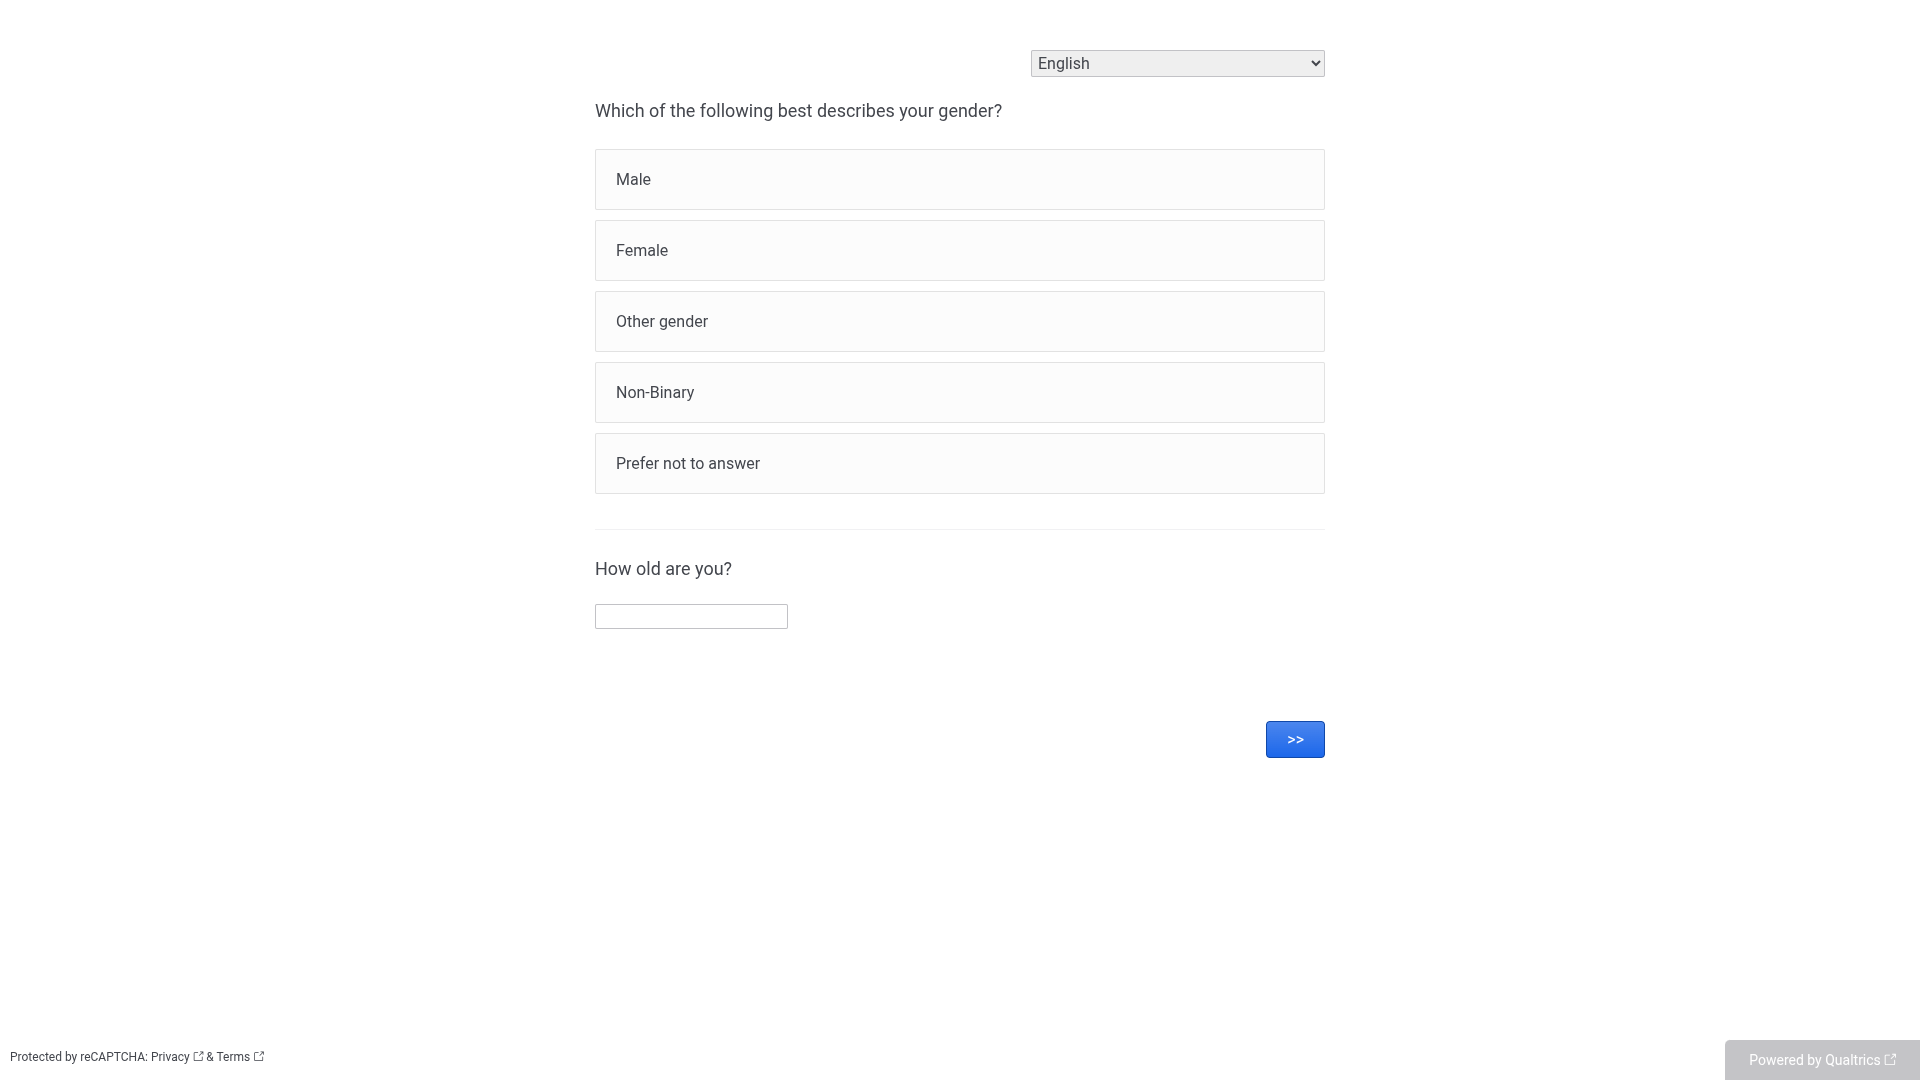 English
Which of the following best describes your gender?
Male
Female
Other gender
Non-Binary
Prefer not to answer
How old are you?
>>
Protected by reCAPTCHA: Privacy & Terms
Powered by Qualtrics